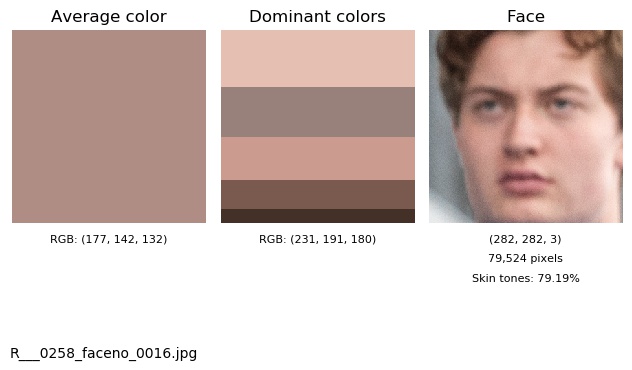 Average color
Dominant colors
Face
RGB: (177, 142, 132)
RGB: (231, 191, 180)
(282, 282, 3)
79,524 pixels
Skin tones: 79.19%
R___0258_faceno_0016.jpg